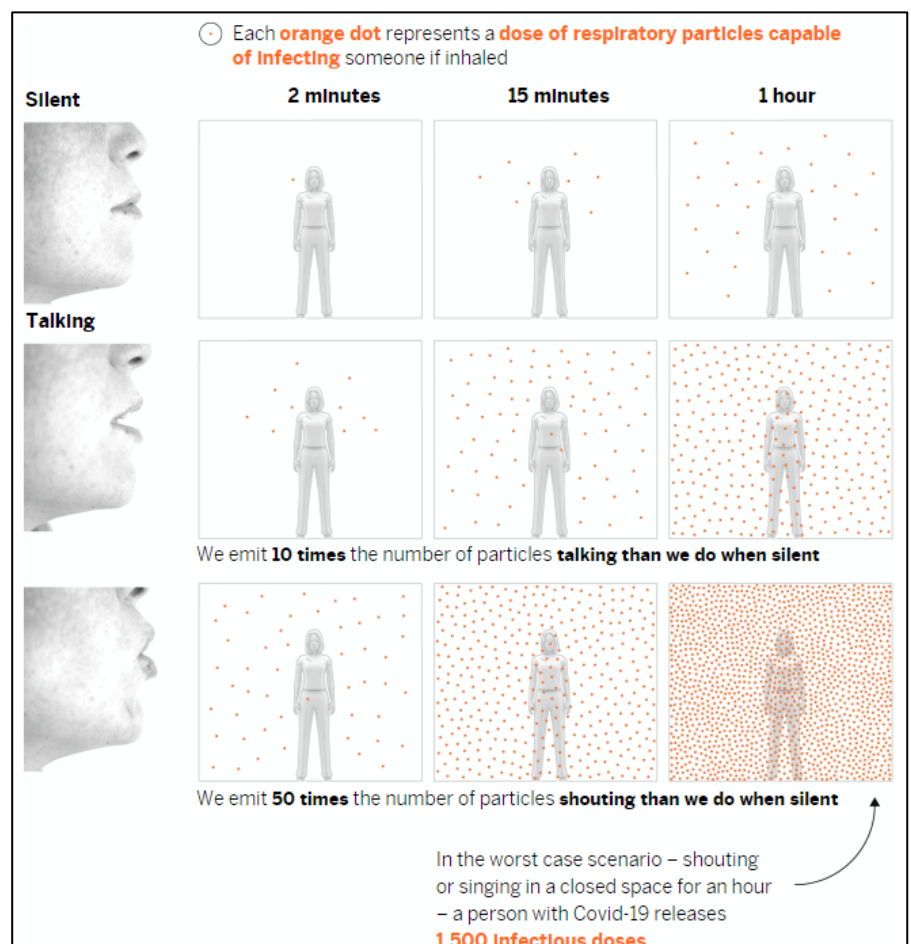 Each orange dot represents a dose of respiratory particles capable
of infecting someone if inhaled
Silent
2 minutes
15 minutes
1 hour
Talking
We emit 10 times the number of particles talking than we do when silent
We emit 50 times the number of particles shouting than we do when silent
In the worst case scenario – shouting
or singing in a closed space for an hour
– a person with Covid-19 releases
1,500 infectious doses